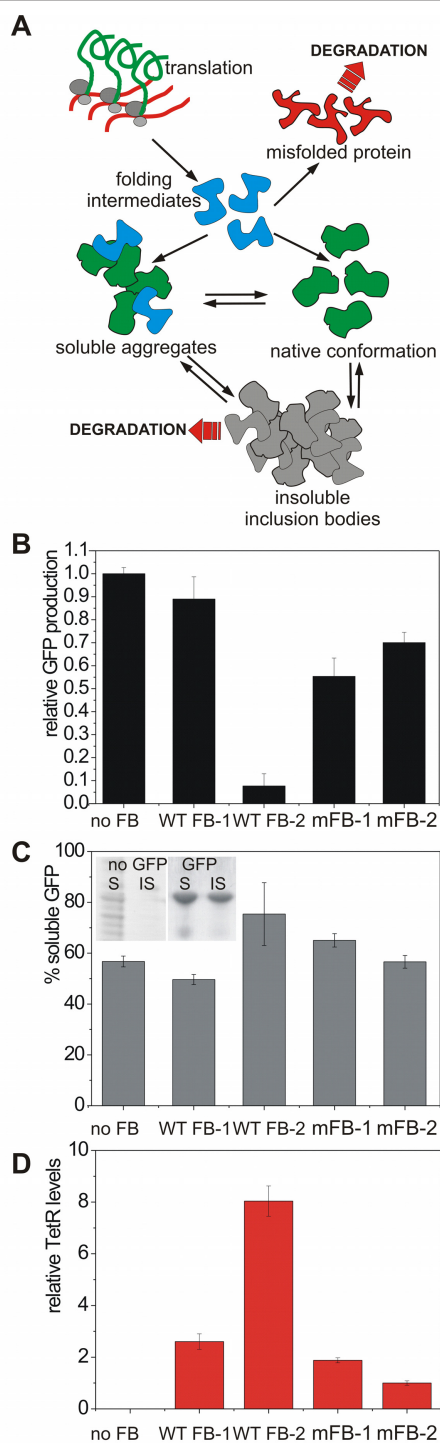 A
translation
DEGRADATION
misfolded protein
folding
intermediates
soluble aggregates
native conformation
DEGRADATION
insoluble
inclusion bodies
B
relative GFP production
1.1
1.0
0.9
0.8
0.7
0.6
0.5
0.4
0.3
0.2
0.1
0.0
no FB WT FB-1 WT FB-2 mFB-1 mFB-2
C
% soluble GFP
100
80
60
40
20
0
no GFP GFP
S IS S IS
no FB WT FB-1 WT FB-2 mFB-1 mFB-2
D
relative TetR levels
10
8
6
4
2
0
no FB WT FB-1 WT FB-2 mFB-1 mFB-2